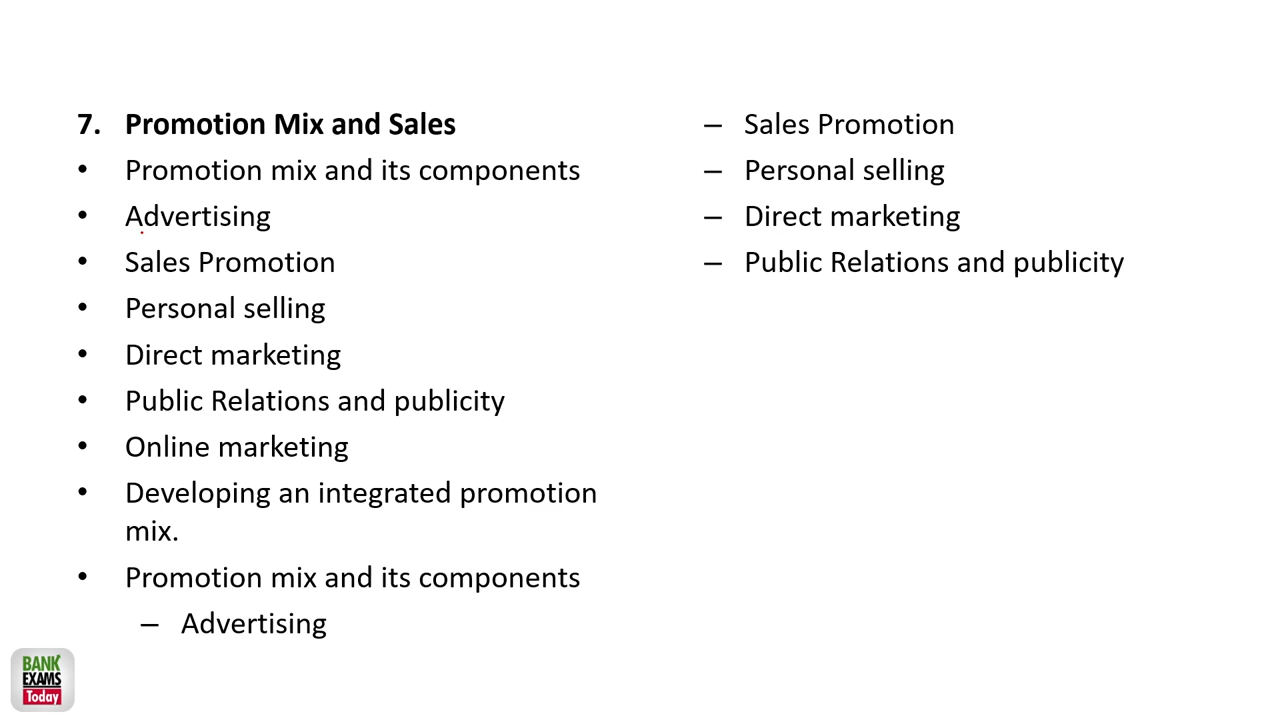 7. Promotion Mix and Sales
• Promotion mix and its components
• Advertising
• Sales Promotion
• Personal selling
• Direct marketing
• Public Relations and publicity
• Online marketing
• Developing an integrated promotion
mix.
• Promotion mix and its components
– Advertising
– Sales Promotion
– Personal selling
– Direct marketing
– Public Relations and publicity
BANK
EXAMS
Today